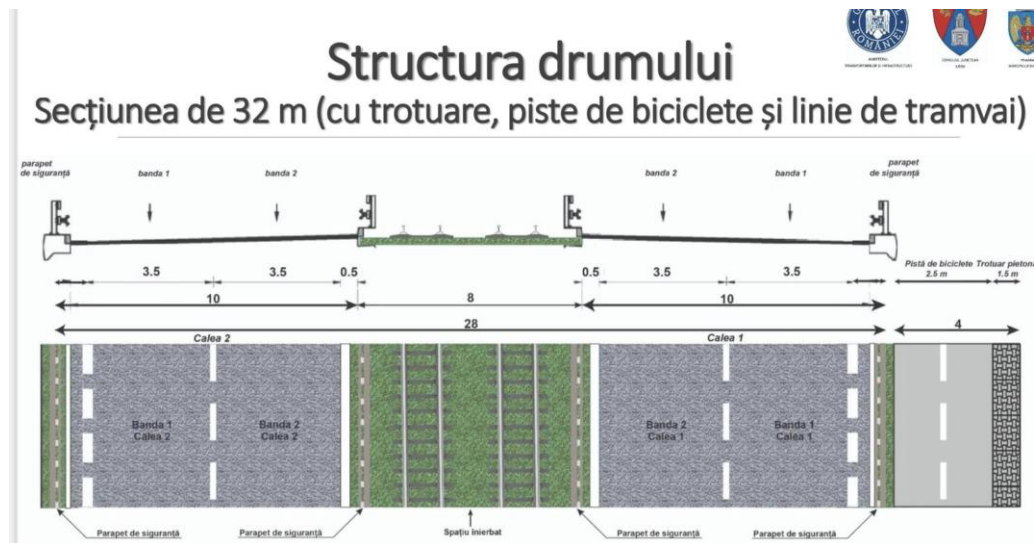 Structura drumului
Secțiunea de 32 m (cu trotuare, piste de biciclete și linie de tramvai)
parapet
de siguranță
banda 1
banda 2
banda 2
banda 1
parapet
de siguranță
3.5
3.5
0.5
0.5
3.5
3.5
Pistă de biciclete Trotuar pietonal
2.5 m
1.5 m
10
8
10
28
4
Calea 2
Calea 1
Banda 1
Calea 2
Banda 2
Calea 2
Banda 2
Calea 1
Banda 1
Calea 1
Parapet de siguranță
Parapet de siguranță
Spațiu înierbat
Parapet de siguranță
Parapet de siguranță